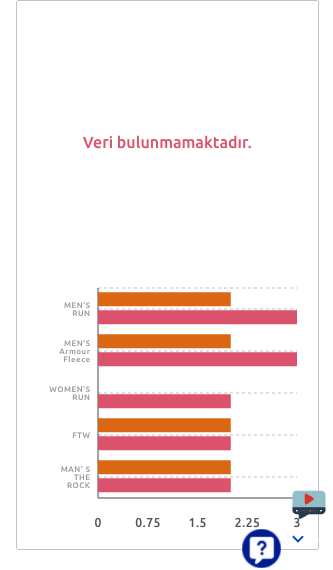 Veri bulunmamaktadır.
MEN'S
RUN
MEN'S
Armour
Fleece
WOMEN'S
RUN
FTW
MAN' S
THE
ROCK
0 0.75 1.5 2.25 3
?